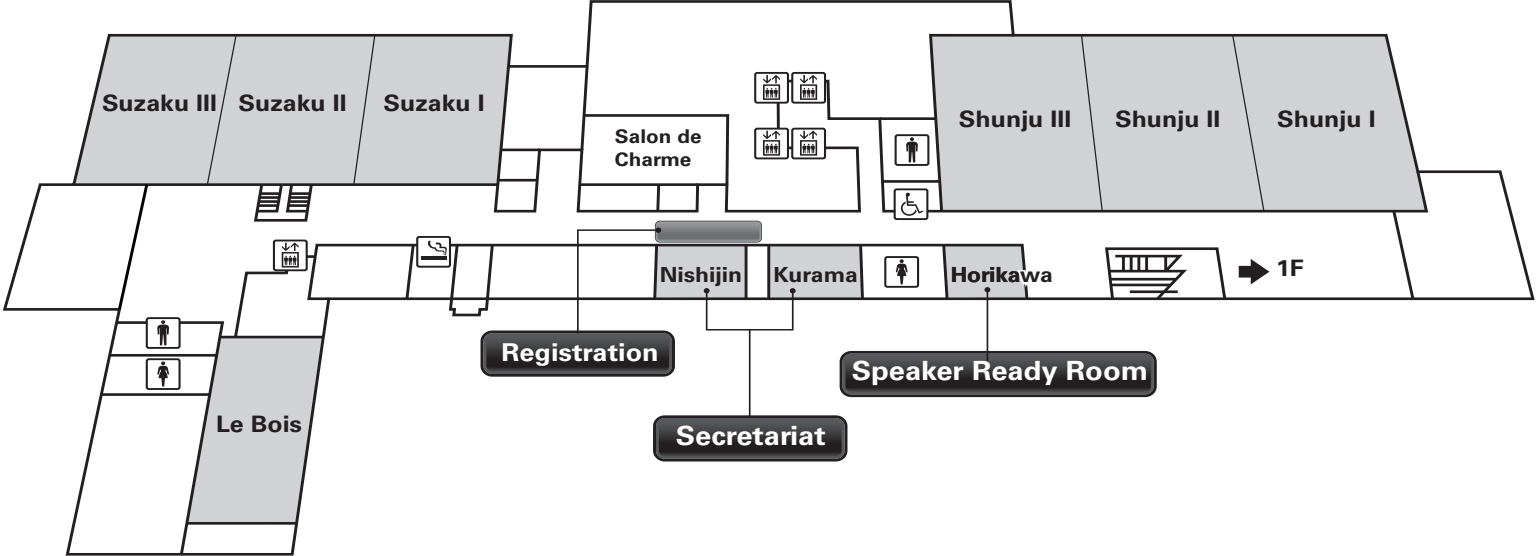 Suzaku III
Suzaku II
Suzaku I
Salon de
Charme
Shunju III
Shunju II
Shunju I
Nishijin
Kurama
Horikawa
1F
Registration
Speaker Ready Room
Le Bois
Secretariat